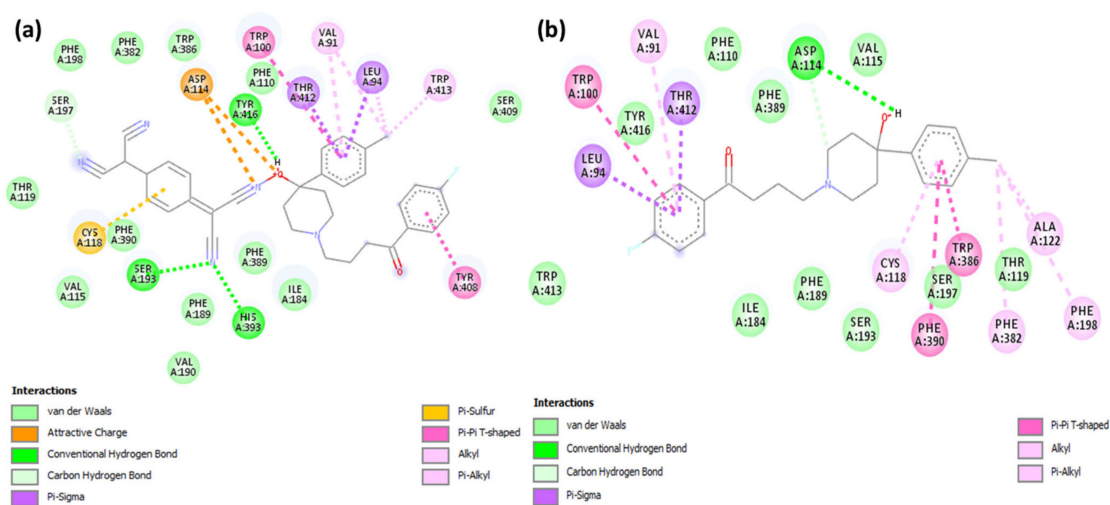 (a)
PHE A:198
PHE A:382
TRP A:386
TRP A:100
VAL A:91
ASP A:114
PHE A:110
LEU A:94
TRP A:413
THR A:412
SER A:197
TYR A:416
SER A:409
N
N
H
O
N
N
F
THR A:119
CYS A:118
PHE A:390
N
SER A:193
N
PHE A:389
O
TYR A:408
VAL A:115
PHE A:189
ILE A:184
HIS A:393
VAL A:190
Interactions
van der Waals
Attractive Charge
Conventional Hydrogen Bond
Carbon Hydrogen Bond
Pi-Sigma
Pi-Sulfur
Pi-Pi T-shaped
Alkyl
Pi-Alkyl
(b)
VAL A:91
PHE A:110
ASP A:114
VAL A:115
TRP A:100
THR A:412
PHE A:389
TYR A:416
H
O
LEU A:94
O
N
F
ALA A:122
TRP A:386
CYS A:118
THR A:119
TRP A:413
PHE A:189
SER A:197
ILE A:184
SER A:193
PHE A:390
PHE A:382
PHE A:198
Interactions
van der Waals
Conventional Hydrogen Bond
Carbon Hydrogen Bond
Pi-Sigma
Pi-Pi T-shaped
Alkyl
Pi-Alkyl